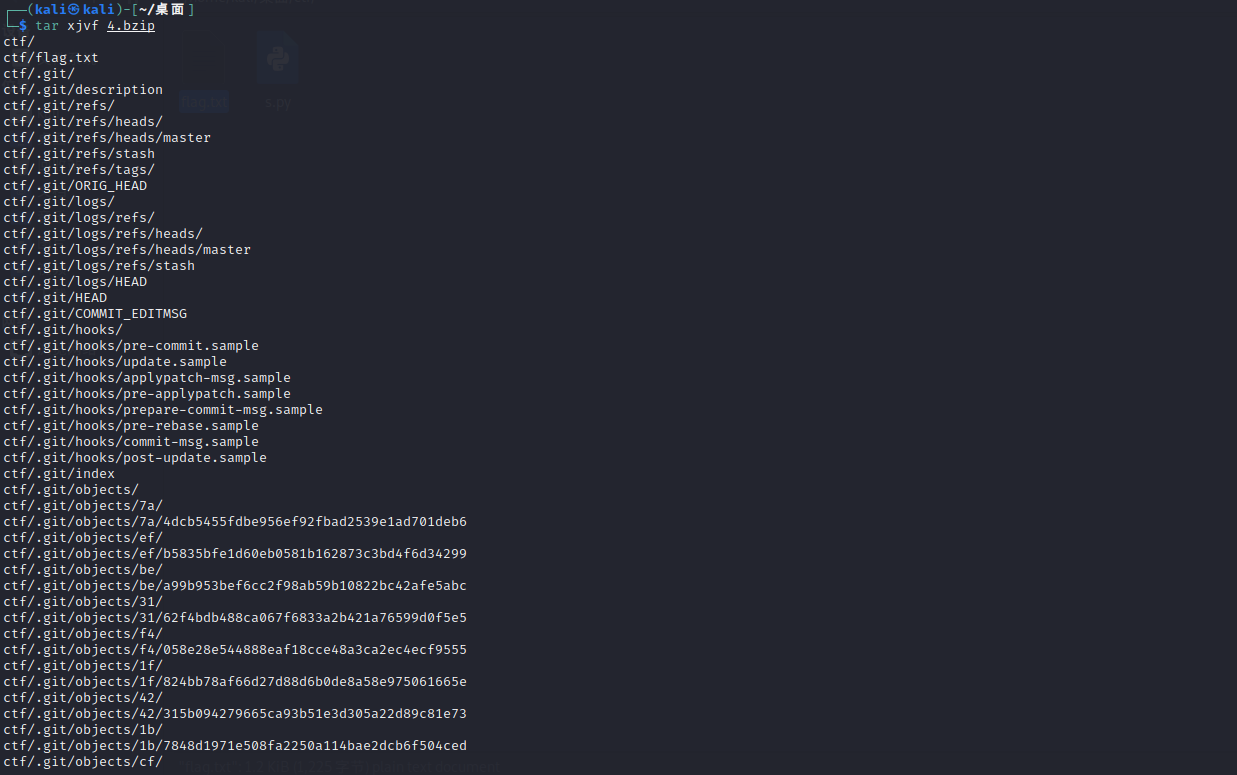 ┌──(kali㉿kali)-[~/桌面]
└─$ tar xjvf 4.bzip
ctf/
ctf/flag.txt
ctf/.git/
ctf/.git/description
ctf/.git/refs/
ctf/.git/refs/heads/
ctf/.git/refs/heads/master
ctf/.git/refs/stash
ctf/.git/refs/tags/
ctf/.git/ORIG_HEAD
ctf/.git/logs/
ctf/.git/logs/refs/
ctf/.git/logs/refs/heads/
ctf/.git/logs/refs/heads/master
ctf/.git/logs/refs/stash
ctf/.git/logs/HEAD
ctf/.git/HEAD
ctf/.git/COMMIT_EDITMSG
ctf/.git/hooks/
ctf/.git/hooks/pre-commit.sample
ctf/.git/hooks/update.sample
ctf/.git/hooks/applypatch-msg.sample
ctf/.git/hooks/pre-applypatch.sample
ctf/.git/hooks/prepare-commit-msg.sample
ctf/.git/hooks/pre-rebase.sample
ctf/.git/hooks/commit-msg.sample
ctf/.git/hooks/post-update.sample
ctf/.git/index
ctf/.git/objects/
ctf/.git/objects/7a/
ctf/.git/objects/7a/4dcb5455fdbe956ef92fbad2539e1ad701deb6
ctf/.git/objects/ef/
ctf/.git/objects/ef/b5835bfe1d60eb0581b162873c3bd4f6d34299
ctf/.git/objects/be/
ctf/.git/objects/be/a99b953bef6cc2f98ab59b10822bc42afe5abc
ctf/.git/objects/31/
ctf/.git/objects/31/62f4bdb488ca067f6833a2b421a76599d0f5e5
ctf/.git/objects/f4/
ctf/.git/objects/f4/058e28e544888eaf18cce48a3ca2ec4ecf9555
ctf/.git/objects/1f/
ctf/.git/objects/1f/824bb78af66d27d88d6b0de8a58e975061665e
ctf/.git/objects/42/
ctf/.git/objects/42/315b094279665ca93b51e3d305a22d89c81e73
ctf/.git/objects/1b/
ctf/.git/objects/1b/7848d1971e508fa2250a114bae2dcb6f504ced
ctf/.git/objects/cf/